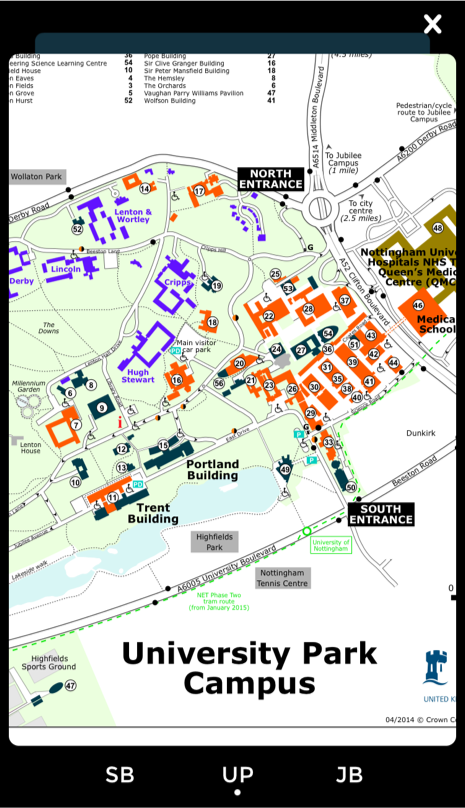 Building 36 Pope Building 27
eering Science Learning Centre 54 Sir Clive Granger Building 16
ield House 10 Sir Peter Mansfield Building 18
n Eaves 4 The Hemsley 8
n Fields 3 The Orchards 6
n Grove 5 Vaughan Parry Williams Pavilion 47
n Hurst 52 Wolfson Building 41
(4.5 miles)
A6514 Middleton Boulevard
Pedestrian/cycle
route to Jubilee
Campus
A6200 Derby Road
To Jubilee
Campus
(1 mile)
Wollaton Park
NORTH
ENTRANCE
14
17
To city
centre
(2.5 miles)
Derby Road
Lenton &
Wortley
52
48
Beeston Lane
Cripps Hill
G
A52 Clifton Boulevard
Nottingham Unive
Hospitals NHS T
Queen's Medic
Centre (QMC
Lincoln
Derby
Cripps
19
25
53
22
28
37
46
Medica
School
The
Downs
18
54
43
Main visitor
car park
PD
24
27
36
51
42
Hugh
Stewart
20
39
44
31
16
56
21
23
35
41
26
30
38
40
Millennium
Garden
6
8
9
7
29
Lenton
House
i
East Drive
G
P
33
Dunkirk
12
15
P
13
Portland
Building
49
10
PD
50
Beeston Road
11
Trent
Building
SOUTH
ENTRANCE
Highfields
Park
University of
Nottingham
Lakeside walk
Nottingham
Tennis Centre
A6005 University Boulevard
NET Phase Two
tram route
(from January 2015)
0
University Park
Campus
Highfields
Sports Ground
47
UNITED KI
04/2014 © Crown C
SB UP JB